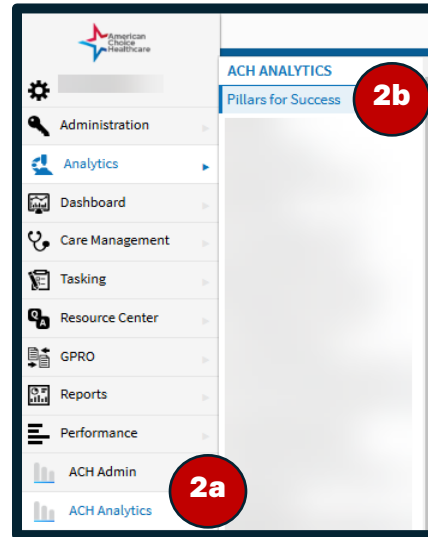 American
Choice
Healthcare
Administration
Analytics
Dashboard
Care Management
Tasking
Q
A
Resource Center
GPRO
Reports
Performance
ACH Admin
2a
ACH Analytics
ACH ANALYTICS
Pillars for Success
2b